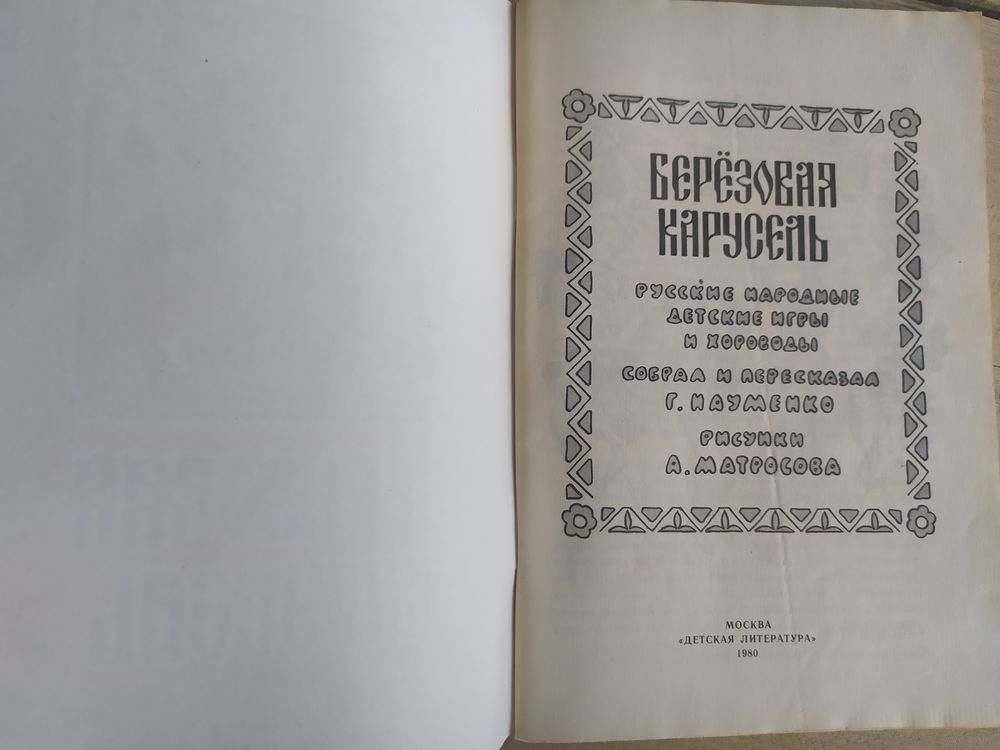 БЕРЁЗОВАЯ
КАРУСЕЛЬ
РУССКИЕ НАРОДНЫЕ
ДЕТСКИЕ ИГРЫ
И ХОРОВОДЫ
СОБРАЛ И ПЕРЕСКАЗАЛ
Г. НАУМЕНКО
РИСУНКИ
А. МАТРОСОВА
МОСКВА
«ДЕТСКАЯ ЛИТЕРАТУРА»
1980